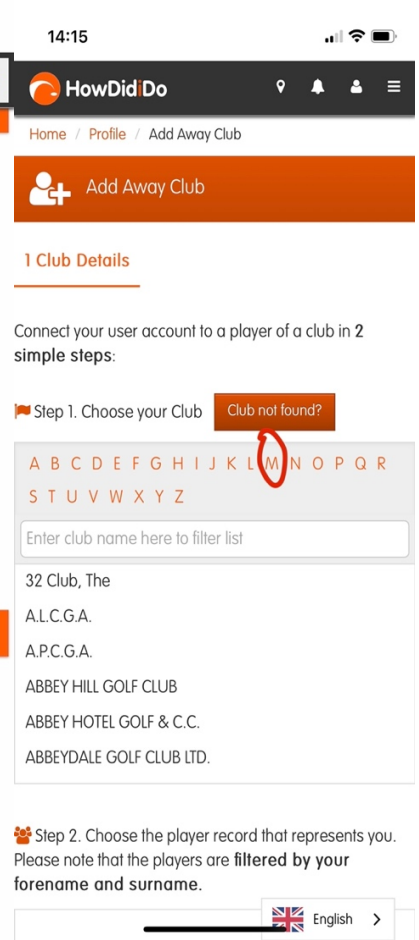 14:15
HowDidiDo
Home / Profile / Add Away Club
Add Away Club
1 Club Details
Connect your user account to a player of a club in 2
simple steps:
Step 1. Choose your Club Club not found?
A B C D E F G H I J K L M N O P Q R
S T U V W X Y Z
Enter club name here to filter list
32 Club, The
A.L.C.G.A.
A.P.C.G.A.
ABBEY HILL GOLF CLUB
ABBEY HOTEL GOLF & C.C.
ABBEYDALE GOLF CLUB LTD.
Step 2. Choose the player record that represents you.
Please note that the players are filtered by your
forename and surname.
English